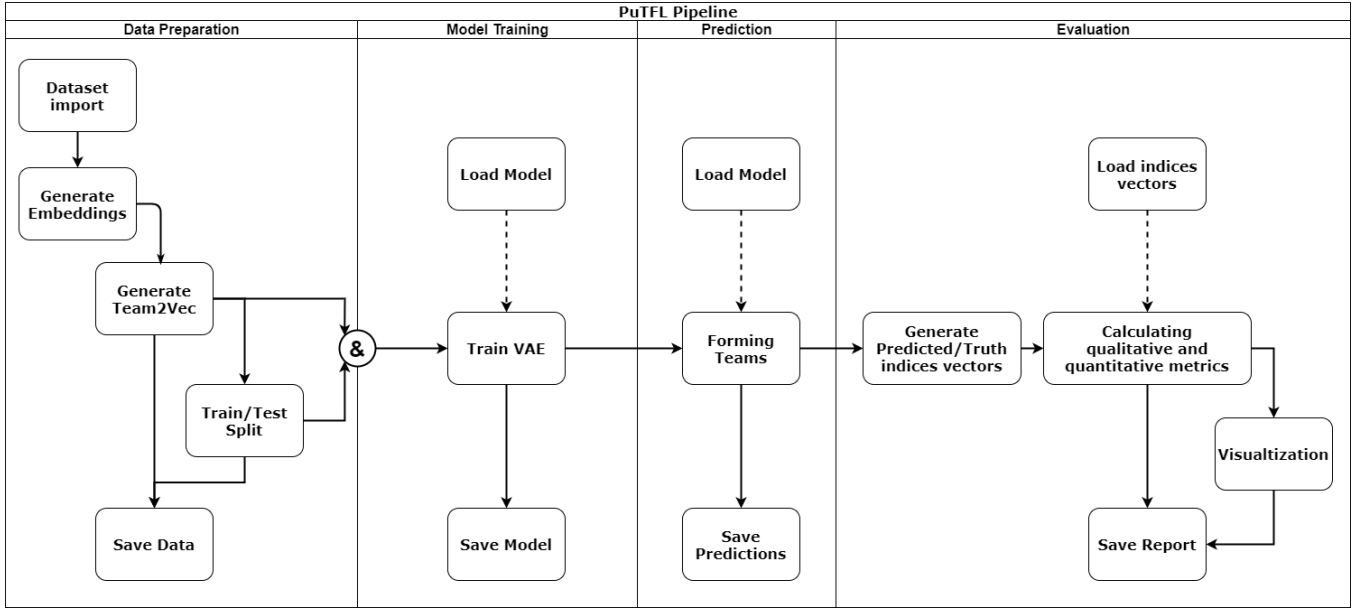 PuTFL Pipeline
Data Preparation
Model Training
Prediction
Evaluation
Dataset
import
Generate
Embeddings
Generate
Team2Vec
Train/Test
Split
Save Data
&
Load Model
Train VAE
Save Model
Load Model
Forming
Teams
Save
Predictions
Generate
Predicted/Truth
indices vectors
Load indices
vectors
Calculating
qualitative and
quantitative metrics
Visualtization
Save Report